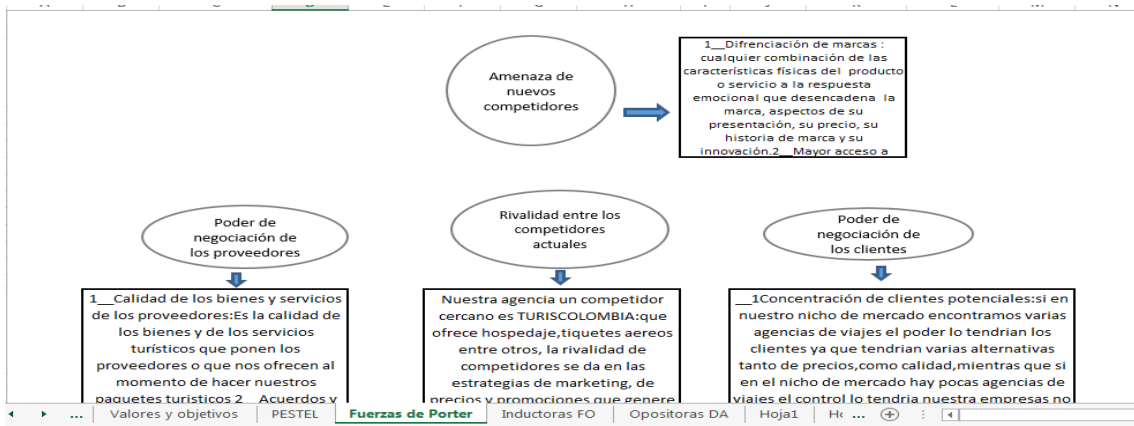 Amenaza de
nuevos
competidores
1__Difrenciación de marcas :
cualquier combinación de las
características físicas del producto
o servicio a la respuesta
emocional que desencadena la
marca, aspectos de su
presentación, su precio, su
historia de marca y su
innovación.2__Mayor acceso a
Poder de
negociación de
los proveedores
Rivalidad entre los
competidores
actuales
Poder de
negociación de
los clientes
1__Calidad de los bienes y servicios
de los proveedores:Es la calidad de
los bienes y de los servicios
turísticos que ponen los
proveedores o que nos ofrecen al
momento de hacer nuestros
paquetes turisticos 2__Acuerdos y
Nuestra agencia un competidor
cercano es TURISCOLOMBIA:que
ofrece hospedaje,tiquetes aereos
entre otros, la rivalidad de
competidores se da en las
estrategias de marketing, de
precios y promociones que genere
__1Concentración de clientes potenciales:si en
nuestro nicho de mercado encontramos varias
agencias de viajes el poder lo tendrian los
clientes ya que tendrian varias alternativas
tanto de precios,como calidad,mientras que si
en el nicho de mercado hay pocas agencias de
viajes el control lo tendria nuestra empresas no
... Valores y objetivos PESTEL Fuerzas de Porter Inductoras FO Opositoras DA Hoja1 ...